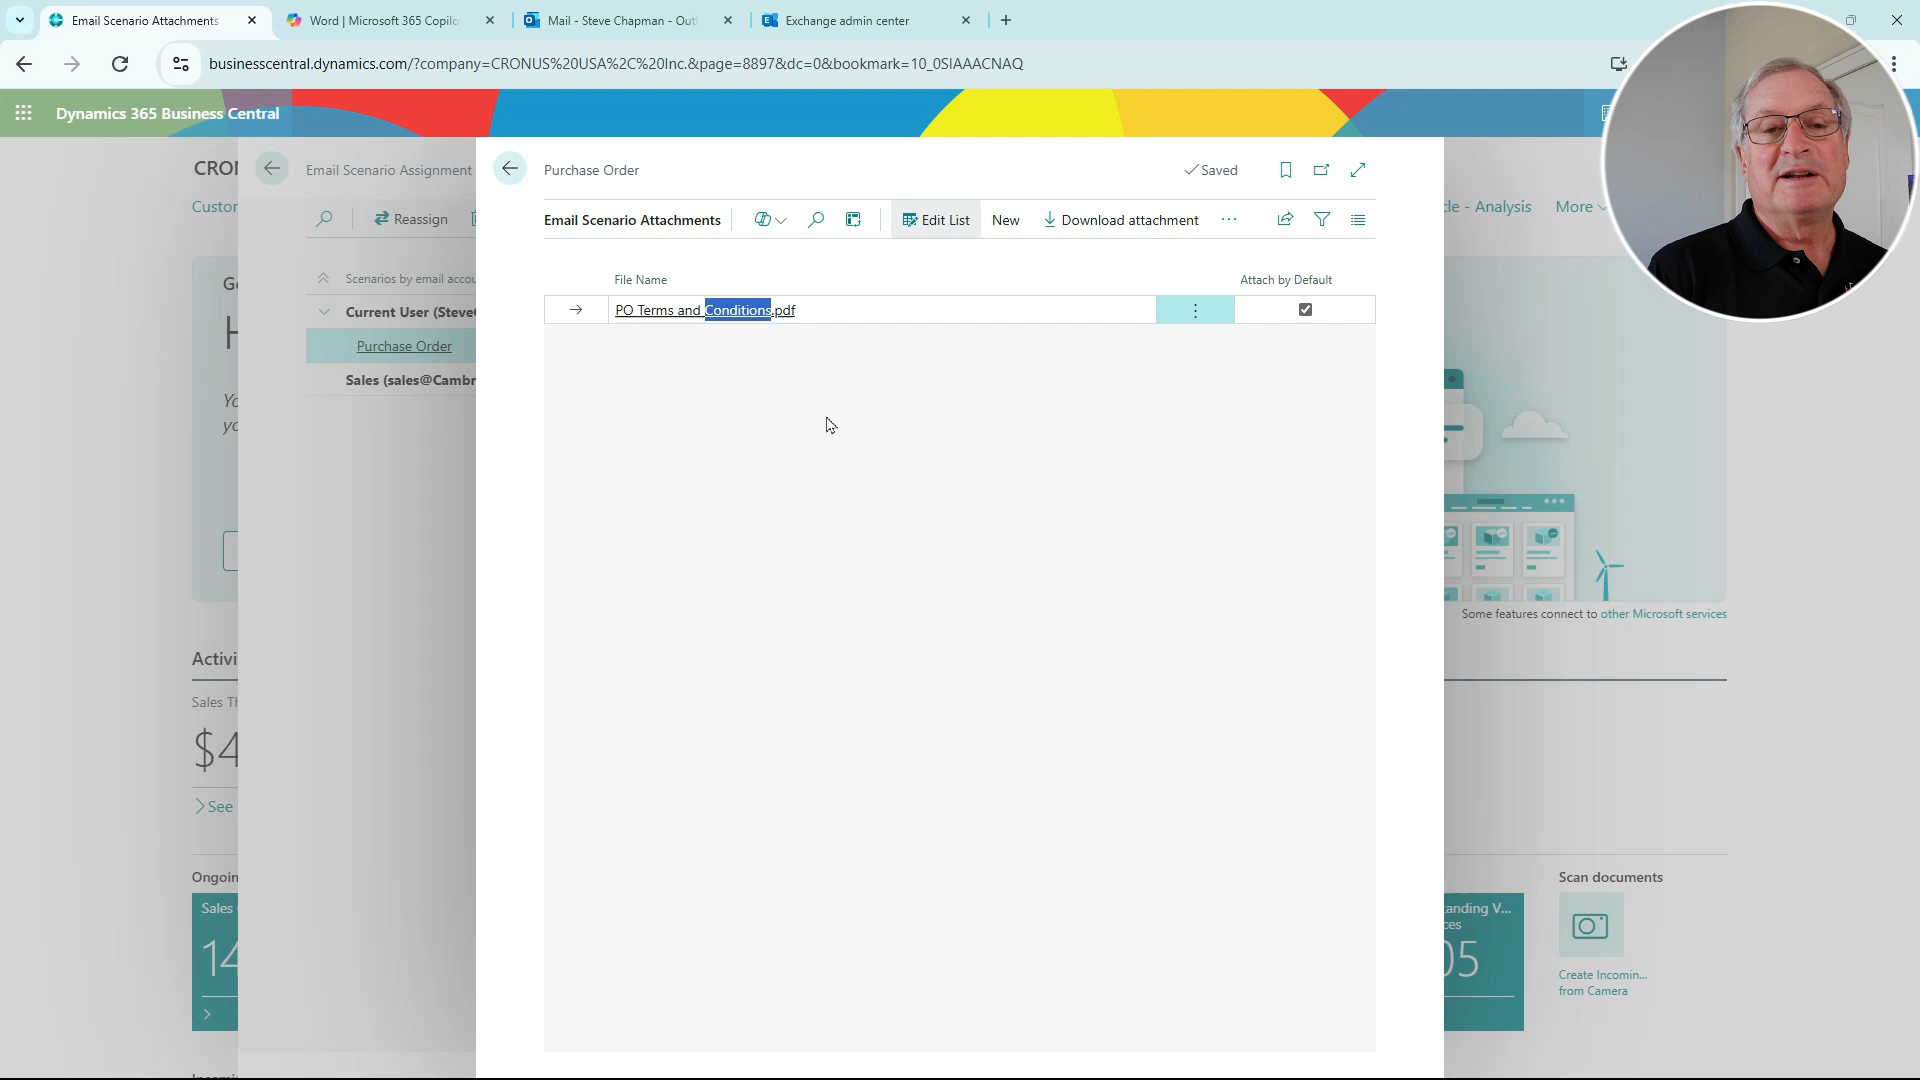 Email Scenario Attachments
Word | Microsoft 365 Copilo
Mail - Steve Chapman - Out
Exchange admin center
businesscentral.dynamics.com/?company=CRONUS%20USA%2C%20Inc.&page=8897&dc=0&bookmark=10_0SIAAACNAQ
Dynamics 365 Business Central
CRON
Email Scenario Assignment
Purchase Order
Saved
Custor
Reassign
Email Scenario Attachments
Edit List
New
Download attachment
cle - Analysis
More
Scenarios by email accou
File Name
Attach by Default
Current User (Steve
PO Terms and Conditions.pdf
Purchase Order
Sales (sales@Cambr
Some features connect to other Microsoft services
Activi
Sales Th
$4
See
Ongoin
Scan documents
Sales
14
tanding V...
ces
05
Create Incomin...
from Camera